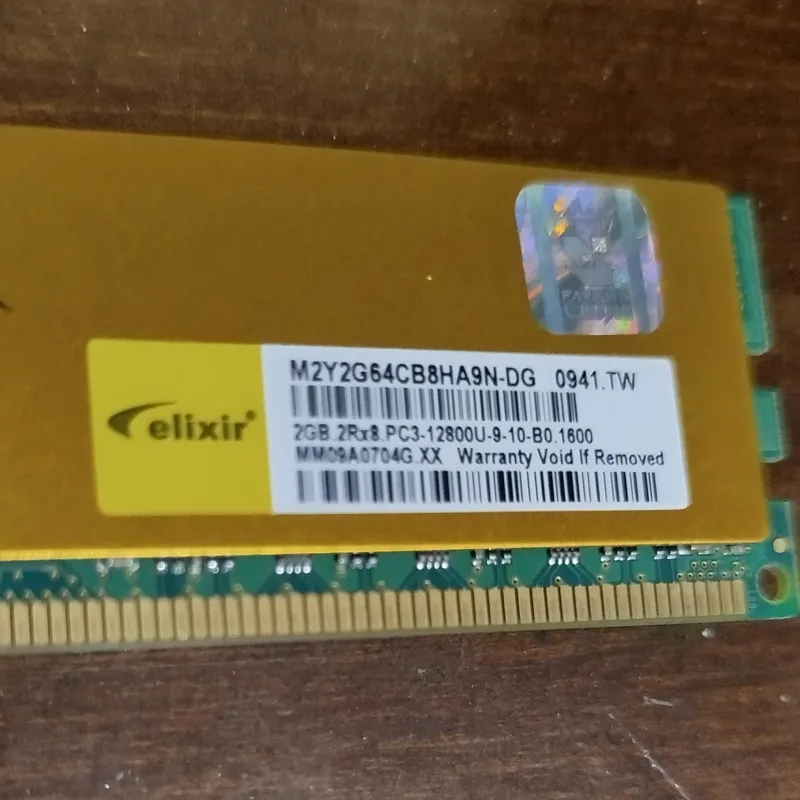 elixir®
M2Y2G64CB8HA9N-DG 0941.TW
2GB.2Rx8.PC3-12800U-9-10-B0.1600
MM09A0704G.XX Warranty Void If Removed